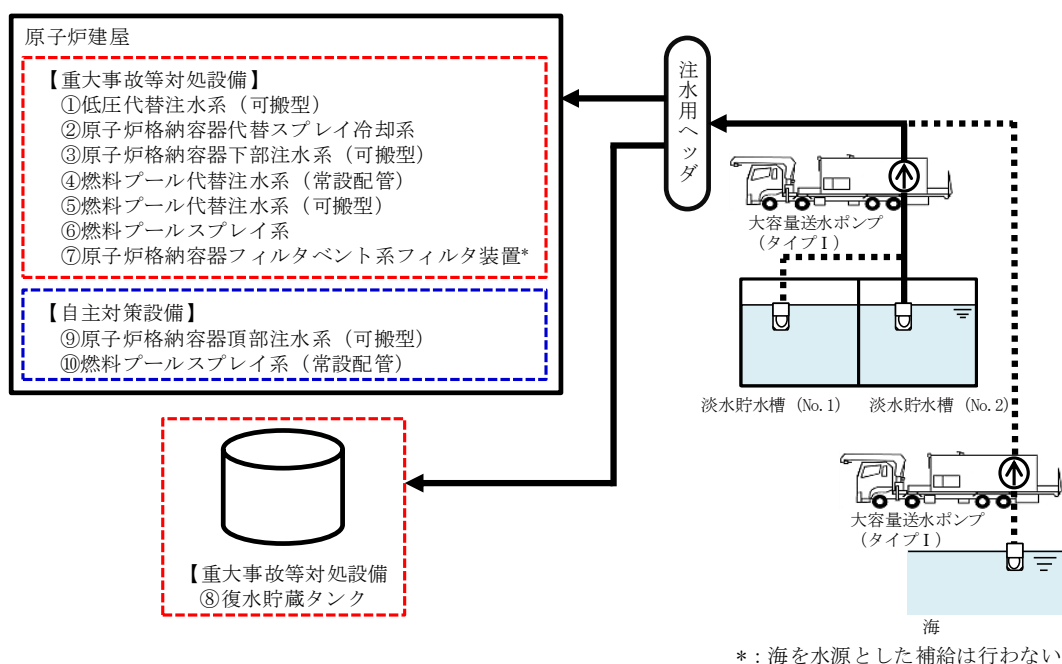 原子炉建屋
【重大事故等対処設備】
①低圧代替注水系（可搬型）
②原子炉格納容器代替スプレイ冷却系
③原子炉格納容器下部注水系（可搬型）
④燃料プール代替注水系（常設配管）
⑤燃料プール代替注水系（可搬型）
⑥燃料プールスプレイ系
⑦原子炉格納容器フィルタベント系フィルタ装置*
【自主対策設備】
⑨原子炉格納容器頂部注水系（可搬型）
⑩燃料プールスプレイ系（常設配管）
【重大事故等対処設備
⑧復水貯蔵タンク
注水用ヘッダ
大容量送水ポンプ
（タイプⅠ）
淡水貯水槽（No.1）
淡水貯水槽（No.2）
大容量送水ポンプ
（タイプⅠ）
海
*：海を水源とした補給は行わない